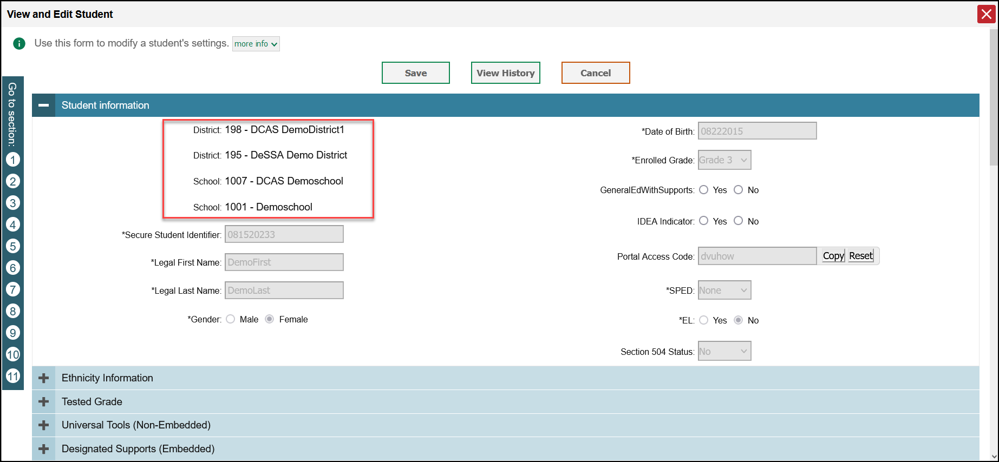 View and Edit Student
Use this form to modify a student's settings. more info
Save View History Cancel
Go to section:
1
2
3
4
5
6
7
8
9
10
11
Student information
District: 198 - DCAS DemoDistrict1
District: 195 - DeSSA Demo District
School: 1007 - DCAS Demoschool
School: 1001 - Demoschool
*Secure Student Identifier: 081520233
*Legal First Name: DemoFirst
*Legal Last Name: DemoLast
*Gender: Male Female
*Date of Birth: 08222015
*Enrolled Grade: Grade 3
GeneralEdWithSupports: Yes No
IDEA Indicator: Yes No
Portal Access Code: dvuhow Copy Reset
*SPED: None
*EL: Yes No
Section 504 Status: No
Ethnicity Information
Tested Grade
Universal Tools (Non-Embedded)
Designated Supports (Embedded)